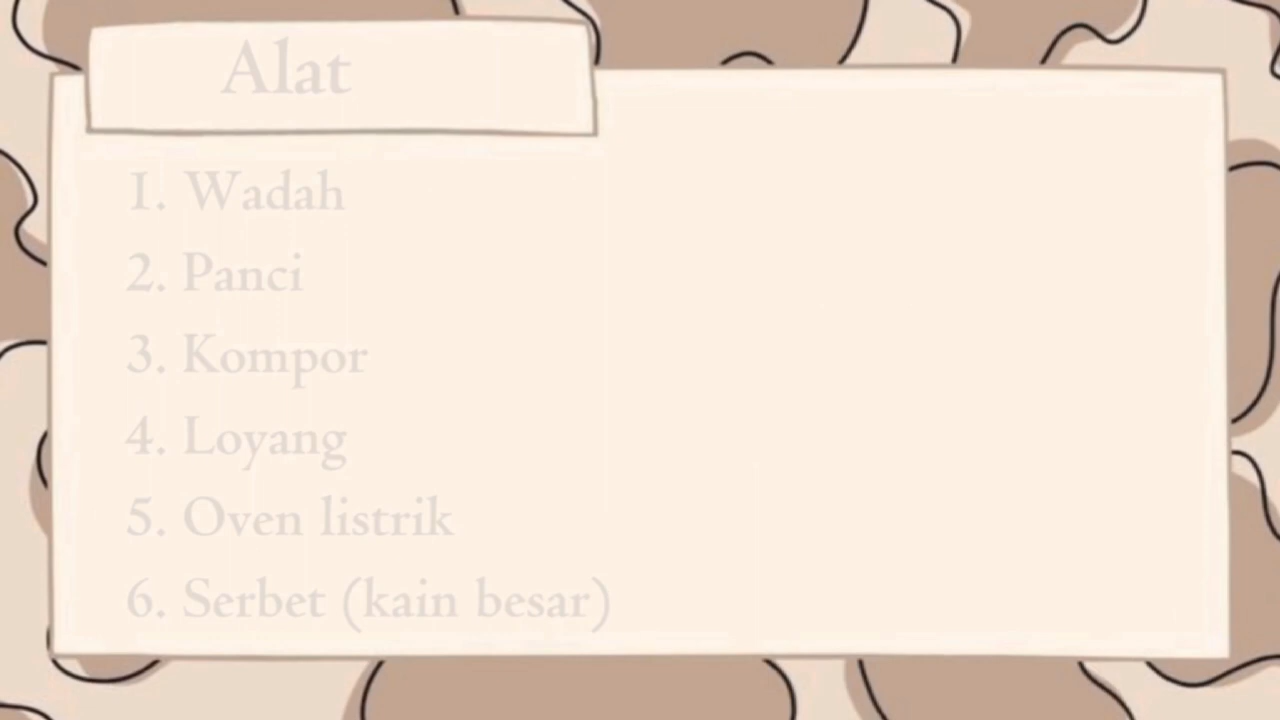 Alat
1. Wadah
2. Panci
3. Kompor
4. Loyang
5. Oven listrik
6. Serbet (kain besar)